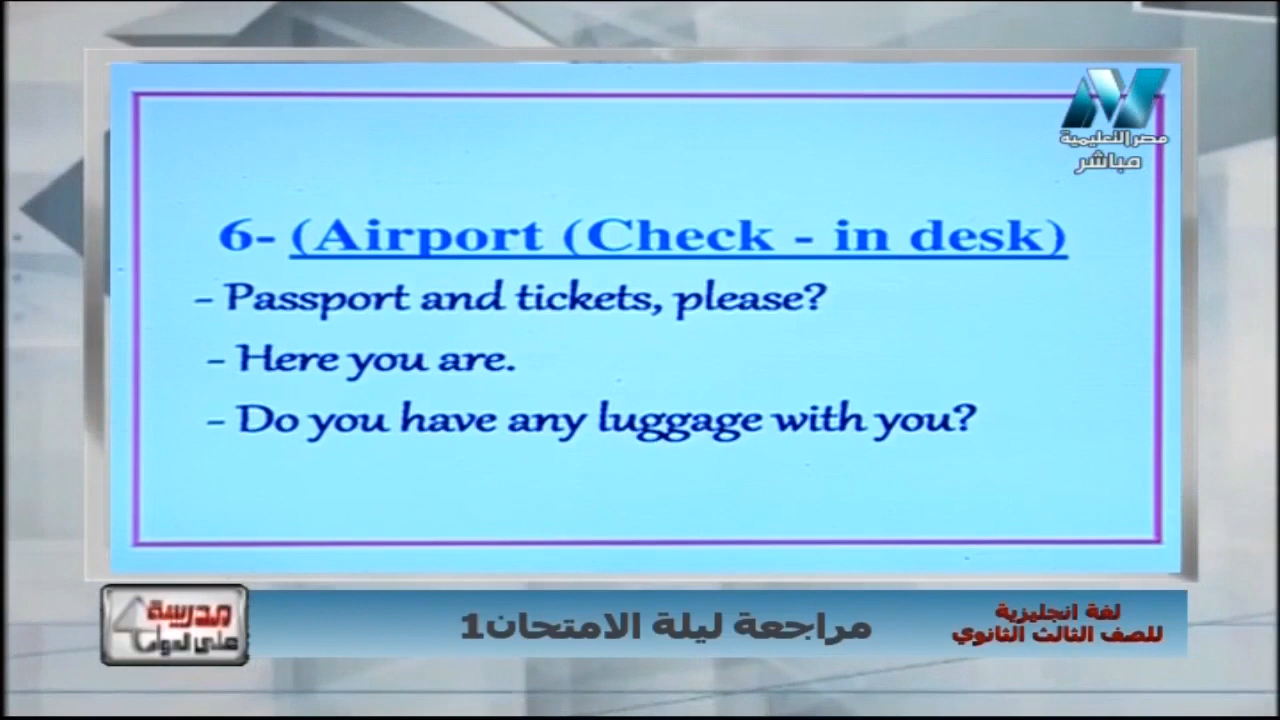 مصر التعليمية
مباشر
6- (Airport (Check - in desk)
- Passport and tickets, please?
- Here you are.
- Do you have any luggage with you?
لغة انجليزية
للصف الثالث الثانوي
مراجعة ليلة الامتحان1
مدرسة
على الهواء